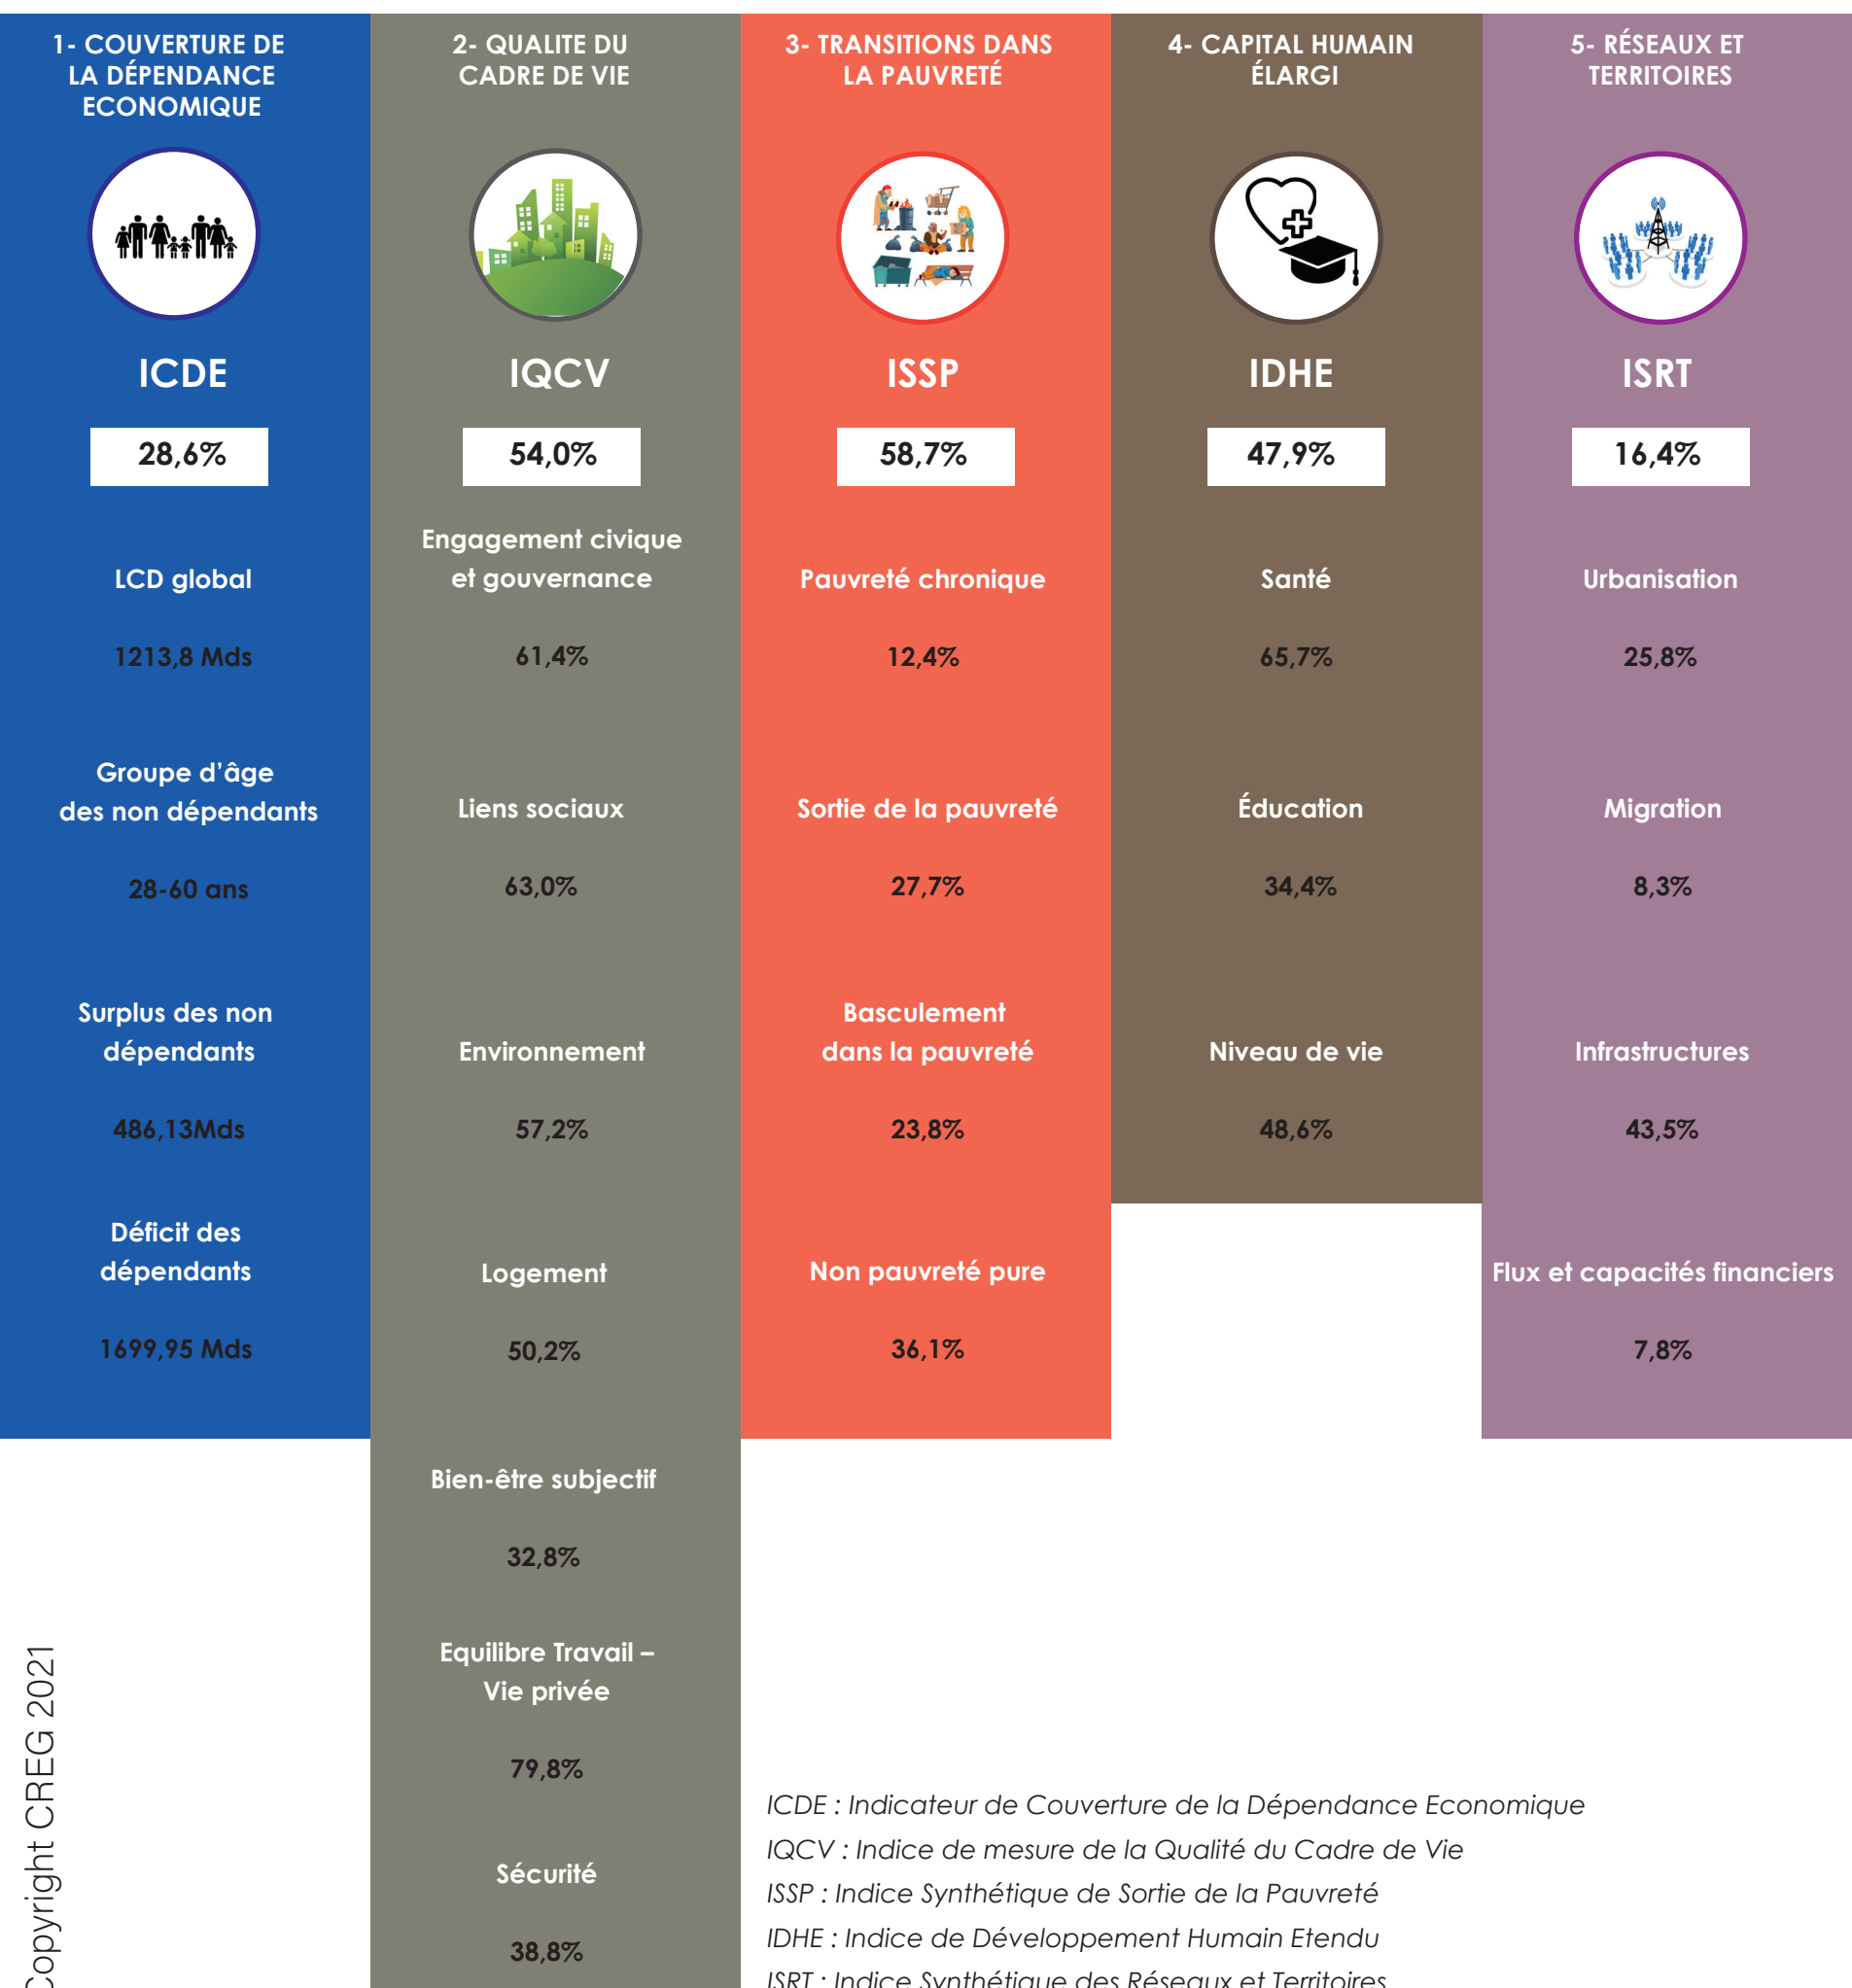 1- COUVERTURE DE
LA DÉPENDANCE
ECONOMIQUE
ICDE
28,6%
LCD global
1213,8 Mds
Groupe d'âge
des non dépendants
28-60 ans
Surplus des non
dépendants
486,13Mds
Déficit des
dépendants
1699,95 Mds
2- QUALITE DU
CADRE DE VIE
IQCV
54,0%
Engagement civique
et gouvernance
61,4%
Liens sociaux
63,0%
Environnement
57,2%
Logement
50,2%
Bien-être subjectif
32,8%
Equilibre Travail –
Vie privée
79,8%
Sécurité
38,8%
3- TRANSITIONS DANS
LA PAUVRETÉ
ISSP
58,7%
Pauvreté chronique
12,4%
Sortie de la pauvreté
27,7%
Basculement
dans la pauvreté
23,8%
Non pauvreté pure
36,1%
4- CAPITAL HUMAIN
ÉLARGI
IDHE
47,9%
Santé
65,7%
Éducation
34,4%
Niveau de vie
48,6%
5- RÉSEAUX ET
TERRITOIRES
ISRT
16,4%
Urbanisation
25,8%
Migration
8,3%
Infrastructures
43,5%
Flux et capacités financiers
7,8%
ICDE : Indicateur de Couverture de la Dépendance Economique
IQCV : Indice de mesure de la Qualité du Cadre de Vie
ISSP : Indice Synthétique de Sortie de la Pauvreté
IDHE : Indice de Développement Humain Etendu
ISRT : Indice Synthétique des Réseaux et Territoires
Copyright CREG 2021